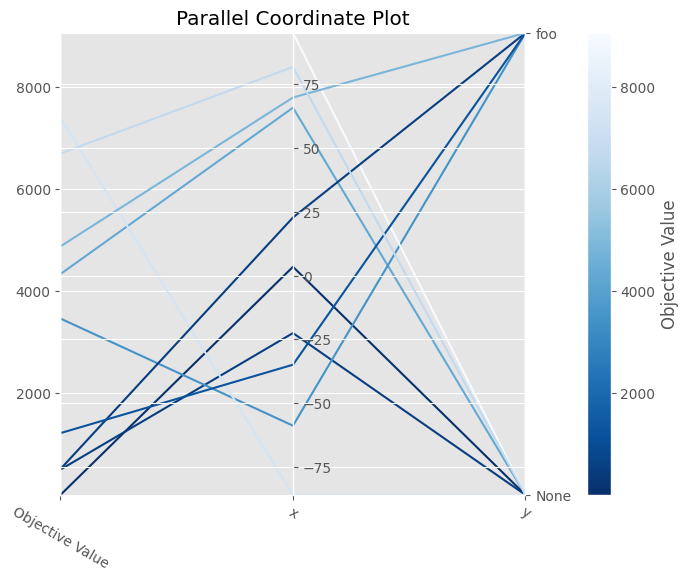 Parallel Coordinate Plot
foo
8000
6000
4000
2000
75
50
25
0
−25
−50
−75
None
8000
6000
4000
2000
Objective Value
Objective Value
x
y